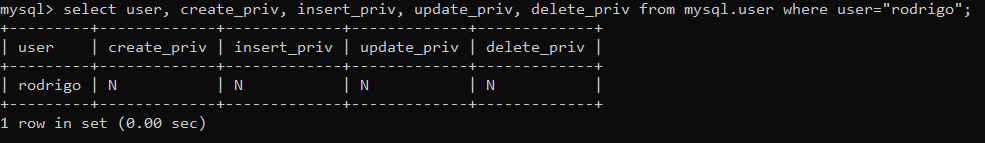 mysql> select user, create_priv, insert_priv, update_priv, delete_priv from mysql.user where user="rodrigo";
+---------+-------------+-------------+-------------+-------------+
| user    | create_priv | insert_priv | update_priv | delete_priv |
+---------+-------------+-------------+-------------+-------------+
| rodrigo | N           | N           | N           | N           |
+---------+-------------+-------------+-------------+-------------+
1 row in set (0.00 sec)